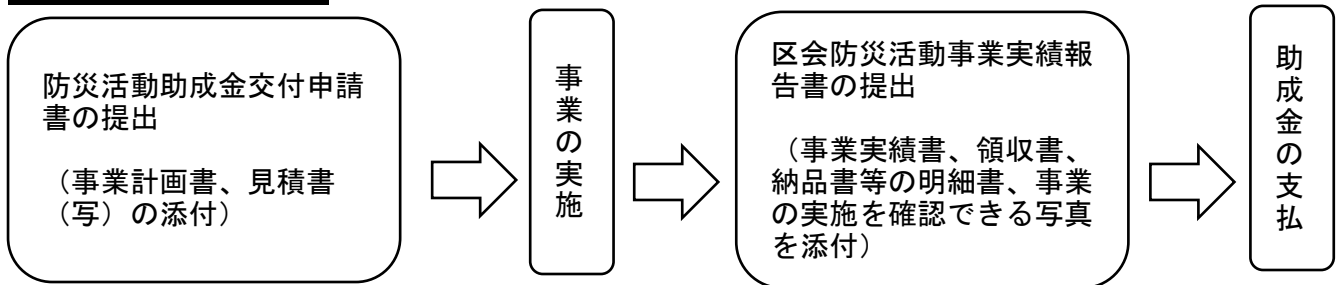 防災活動助成金交付申請
書の提出
（事業計画書、見積書
（写）の添付）
事業の実施
区会防災活動事業実績報
告書の提出
（事業実績書、領収書、
納品書等の明細書、事業
の実施を確認できる写真
を添付）
助成金の支払